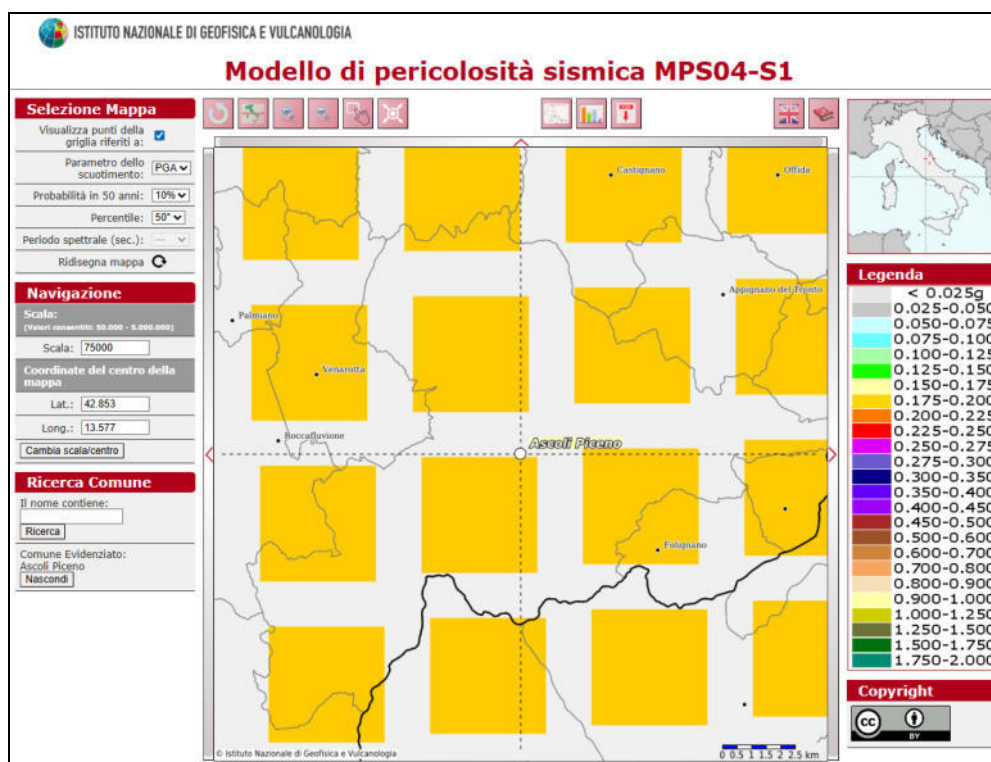 ISTITUTO NAZIONALE DI GEOFISICA E VULCANOLOGIA
Modello di pericolosità sismica MPS04-S1
Selezione Mappa
Visualizza punti della
griglia riferiti a:
Parametro dello
scuotimento: PGA
Probabilità in 50 anni: 10%
Percentile: 50°
Periodo spettrale (sec.): ---
Ridisegna mappa
Navigazione
Scala:
(Valori consentiti: 50.000 - 5.000.000)
Scala: 75000
Coordinate del centro della
mappa
Lat.: 42.853
Long.: 13.577
Cambia scala/centro
Ricerca Comune
Il nome contiene:
Ricerca
Comune Evidenziato:
Ascoli Piceno
Nascondi
Castignano
Offida
Appignano del Tronto
Palmiano
Venarotta
Roccafluvione
Ascoli Piceno
Folignano
© Istituto Nazionale di Geofisica e Vulcanologia
0 0.5 1 1.5 2 2.5 km
Legenda
< 0.025g
0.025-0.050
0.050-0.075
0.075-0.100
0.100-0.125
0.125-0.150
0.150-0.175
0.175-0.200
0.200-0.225
0.225-0.250
0.250-0.275
0.275-0.300
0.300-0.350
0.350-0.400
0.400-0.450
0.450-0.500
0.500-0.600
0.600-0.700
0.700-0.800
0.800-0.900
0.900-1.000
1.000-1.250
1.250-1.500
1.500-1.750
1.750-2.000
Copyright
cc
BY